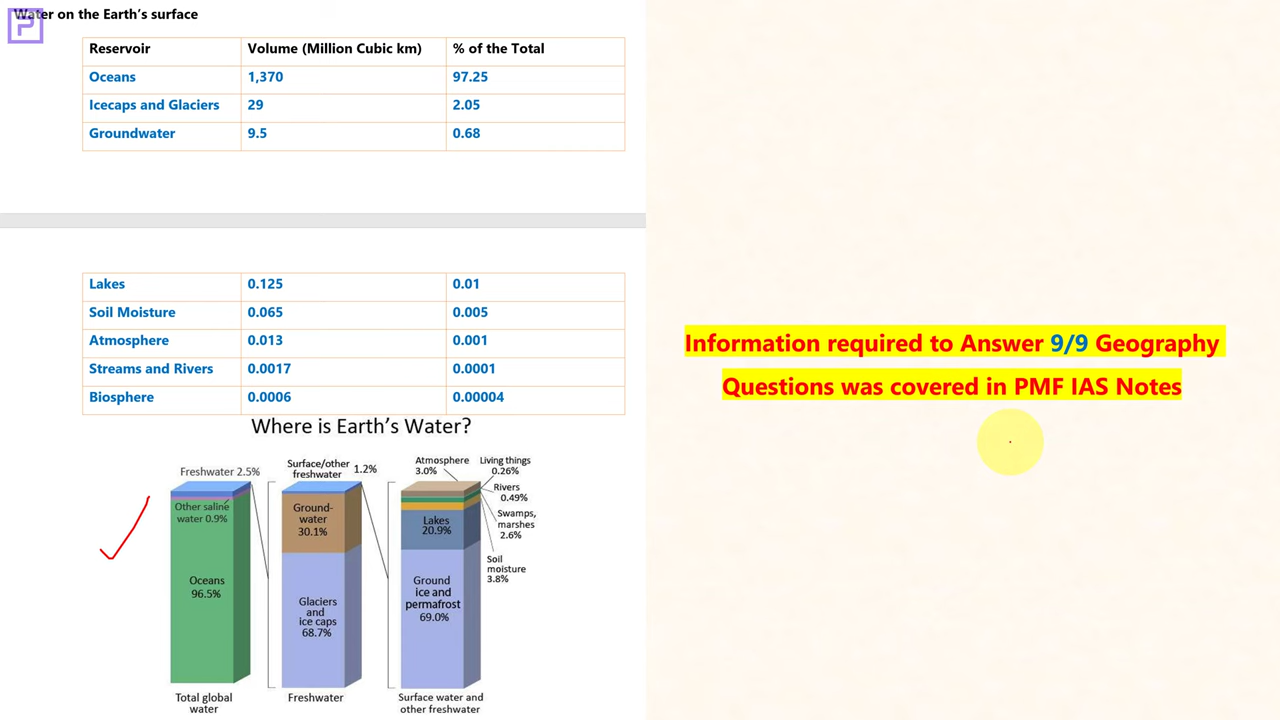 Water on the Earth's surface
Reservoir Volume (Million Cubic km) % of the Total
Oceans 1,370 97.25
Icecaps and Glaciers 29 2.05
Groundwater 9.5 0.68
Lakes 0.125 0.01
Soil Moisture 0.065 0.005
Atmosphere 0.013 0.001
Streams and Rivers 0.0017 0.0001
Biosphere 0.0006 0.00004
Where is Earth's Water?
Freshwater 2.5%
Other saline
water 0.9%
Oceans
96.5%
Total global
water
Surface/other
freshwater 1.2%
Ground-
water
30.1%
Glaciers
and
ice caps
68.7%
Freshwater
Atmosphere
3.0%
Living things
0.26%
Rivers
0.49%
Swamps,
marshes
2.6%
Soil
moisture
3.8%
Lakes
20.9%
Ground
ice and
permafrost
69.0%
Surface water and
other freshwater
Information required to Answer 9/9 Geography
Questions was covered in PMF IAS Notes